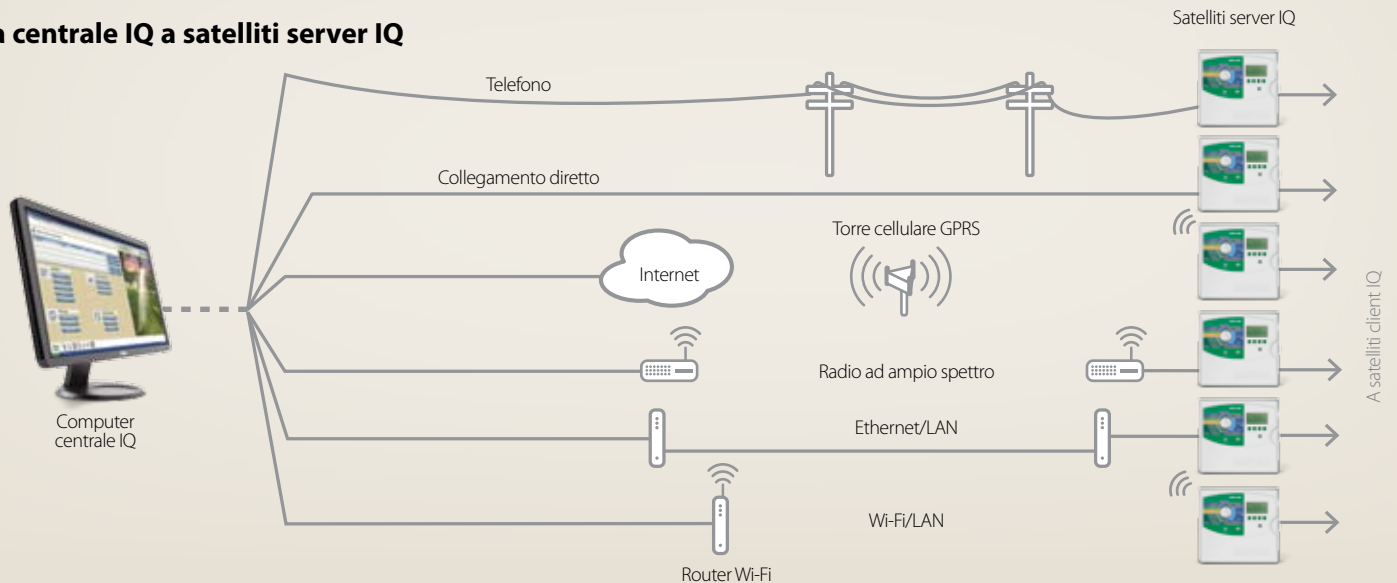 a centrale IQ a satelliti server IQ
Satelliti server IQ
Telefono
Collegamento diretto
Torre cellulare GPRS
Internet
Radio ad ampio spettro
Computer
centrale IQ
Ethernet/LAN
Wi-Fi/LAN
Router Wi-Fi
A satelliti client IQ